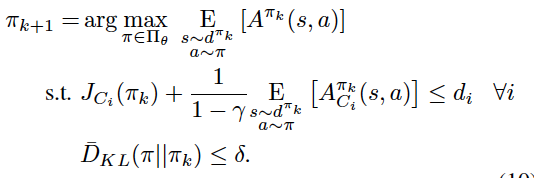 π_{k+1} = arg max_{π∈Π_θ} E_{s∼d^{π_k}, a∼π} [A^{π_k}(s, a)]
s.t. J_{C_i}(π_k) + \frac{1}{1 − γ} E_{s∼d^{π_k}, a∼π} [A^{π_k}_{C_i}(s, a)] ≤ d_i ∀i
D̄_{KL}(π||π_k) ≤ δ.